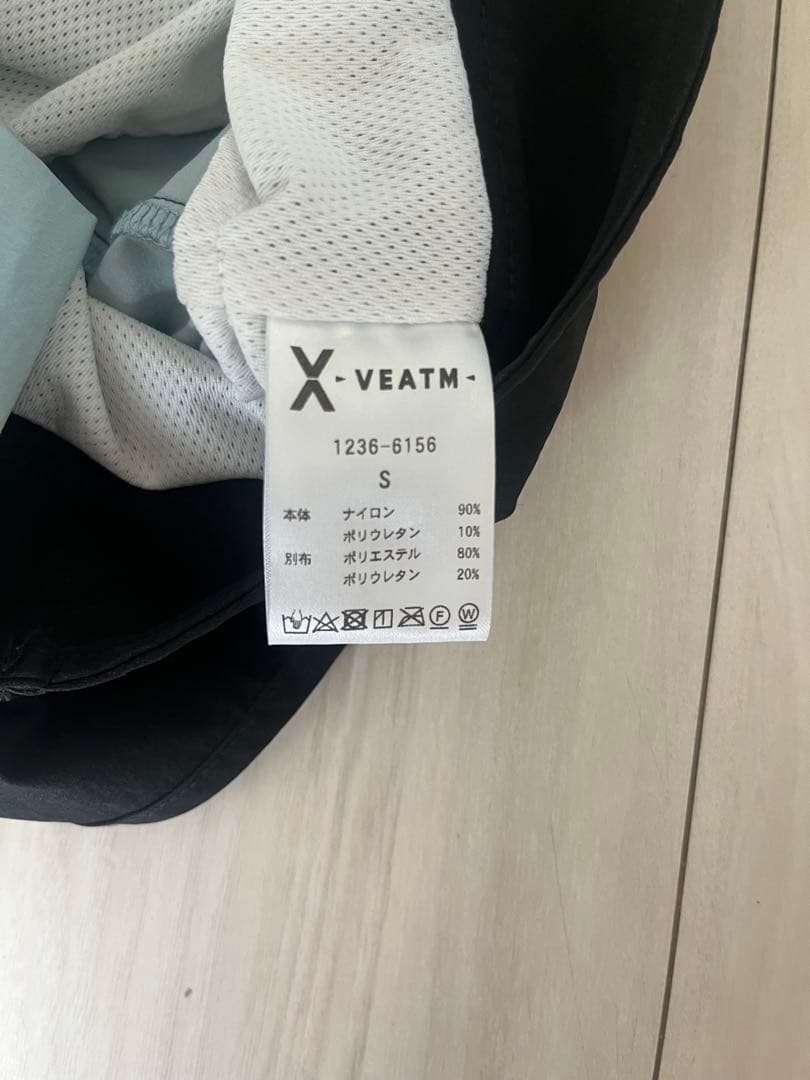 VEATM
1236-6156
S
本体 ナイロン 90%
ポリウレタン 10%
別布 ポリエステル 80%
ポリウレタン 20%
F W